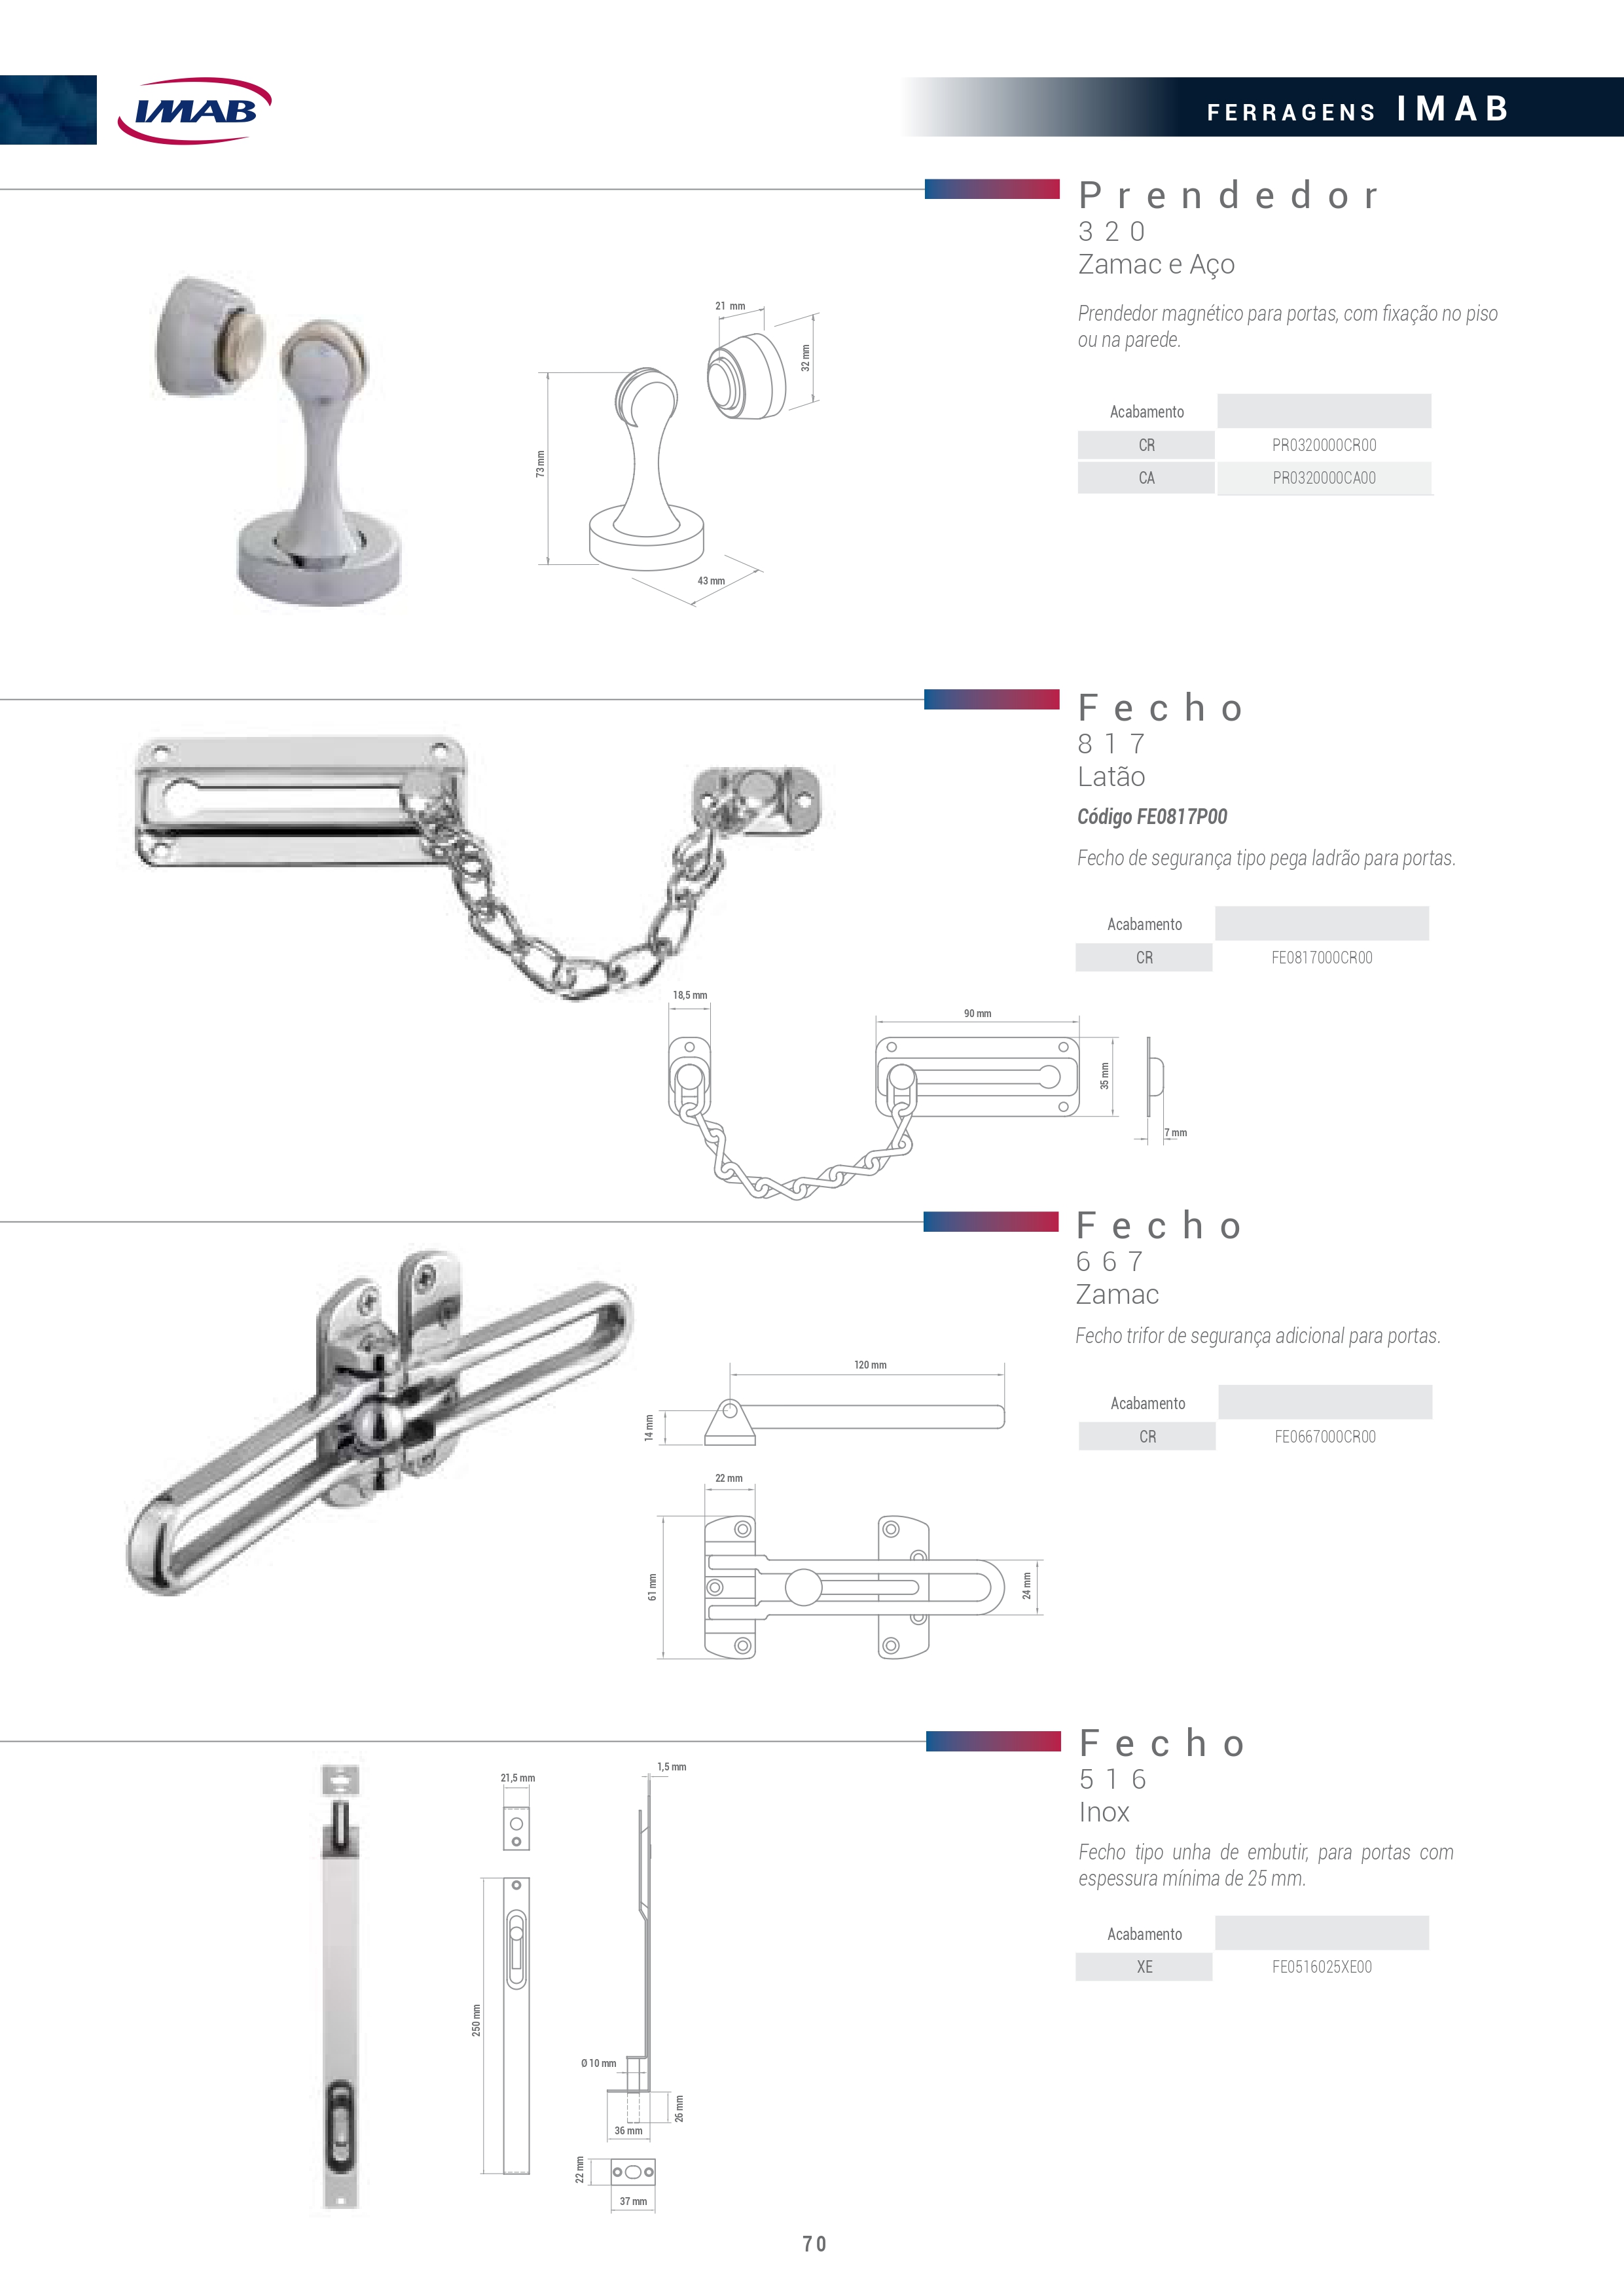 IMAB
FERRAGENS IMAB
Prendedor
320
Zamac e Aço
Prendedor magnético para portas, com fixação no piso
ou na parede.
Acabamento
CR PR0320000CR00
CA PR0320000CA00
21 mm
32 mm
73 mm
43 mm
Fecho
817
Latão
Código FE0817P00
Fecho de segurança tipo pega ladrão para portas.
Acabamento
CR FE0817000CR00
18,5 mm
90 mm
35 mm
7 mm
Fecho
667
Zamac
Fecho trifor de segurança adicional para portas.
Acabamento
CR FE0667000CR00
120 mm
14 mm
22 mm
61 mm
24 mm
Fecho
516
Inox
Fecho tipo unha de embutir, para portas com
espessura mínima de 25 mm.
Acabamento
XE FE0516025XE00
1,5 mm
21,5 mm
250 mm
Ø 10 mm
26 mm
36 mm
22 mm
37 mm
70